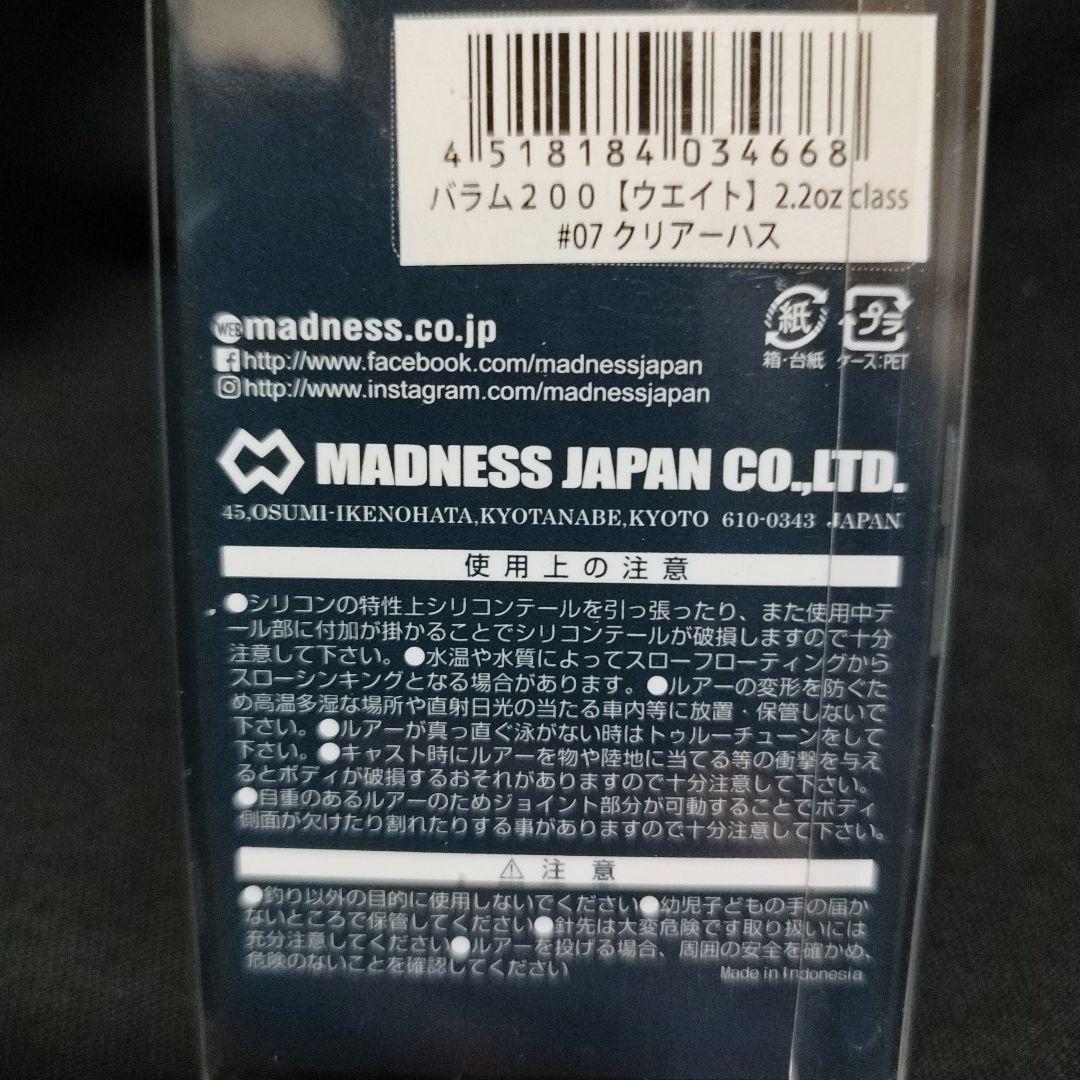 4 518184 034668
バラム200【ウエイト】2.2oz class
#07 クリアーハス
紙
箱・台紙
プラ
ケース:PET
WEB madness.co.jp
http://www.facebook.com/madnessjapan
http://www.instagram.com/madnessjapan
MADNESS JAPAN CO.,LTD.
45,OSUMI-IKENOHATA,KYOTANABE,KYOTO 610-0343 JAPAN
使用上の注意
●シリコンの特性上シリコンテールを引っ張ったり、また使用中テ
ール部に付加が掛かることでシリコンテールが破損しますので十分
注意して下さい。●水温や水質によってスローフローティングから
スローシンキングとなる場合があります。●ルアーの変形を防ぐた
め高温多湿な場所や直射日光の当たる車内等に放置・保管しないで
下さい。●ルアーが真っ直ぐ泳がない時はトゥルーチューンをして
下さい。●キャスト時にルアーを物や陸地に当てる等の衝撃を与え
るとボディが破損するおそれがありますので十分注意して下さい。
●自重のあるルアーのためジョイント部分が可動することでボディ
側面が欠けたり割れたりする事がありますので十分注意して下さい。
⚠ 注意
●釣り以外の目的に使用しないでください●幼児子どもの手の届か
ないところで保管してください●針先は大変危険です取り扱いには
充分注意してください●ルアーを投げる場合、周囲の安全を確かめ、
危険のないことを確認してください
Made in Indonesia